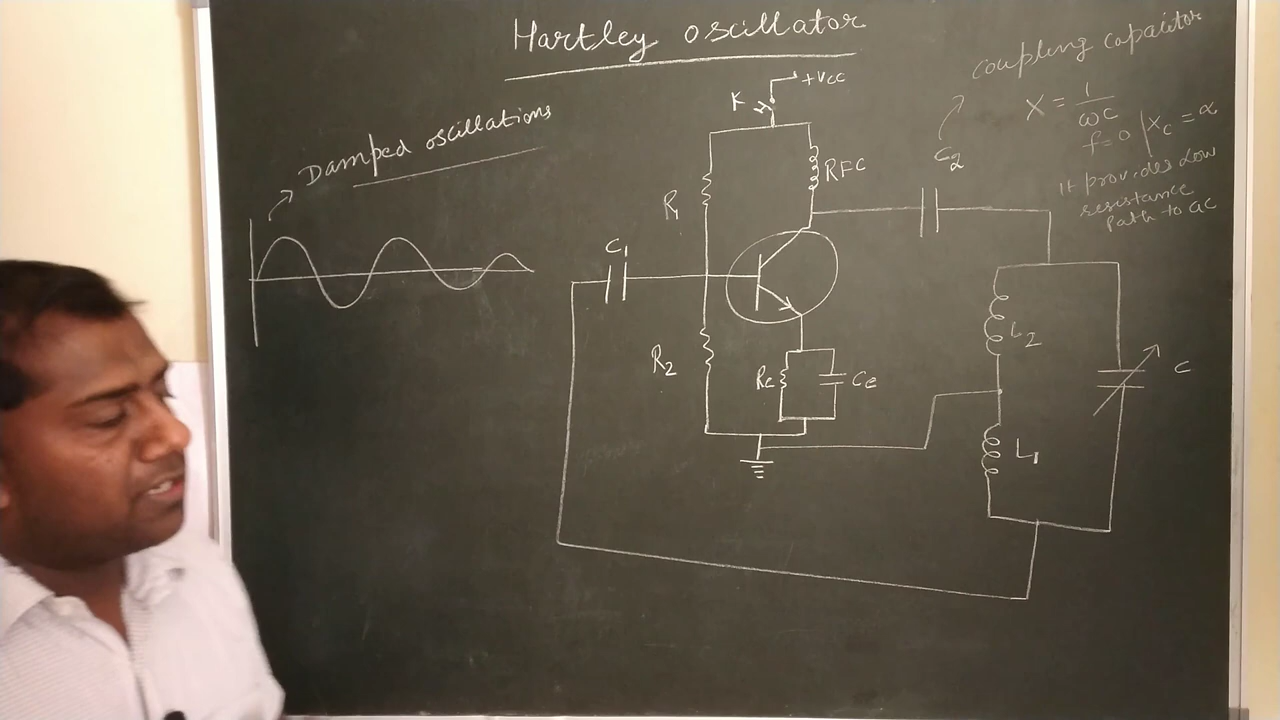 Hartley oscillator
coupling capacitor
+Vcc
K
X = 1/ωc
f=0 | Xc = α
Damped oscillations
It provides low
resistance
Path to ac
RFC
C2
R1
C1
L2
R2
Re
Ce
C
L1